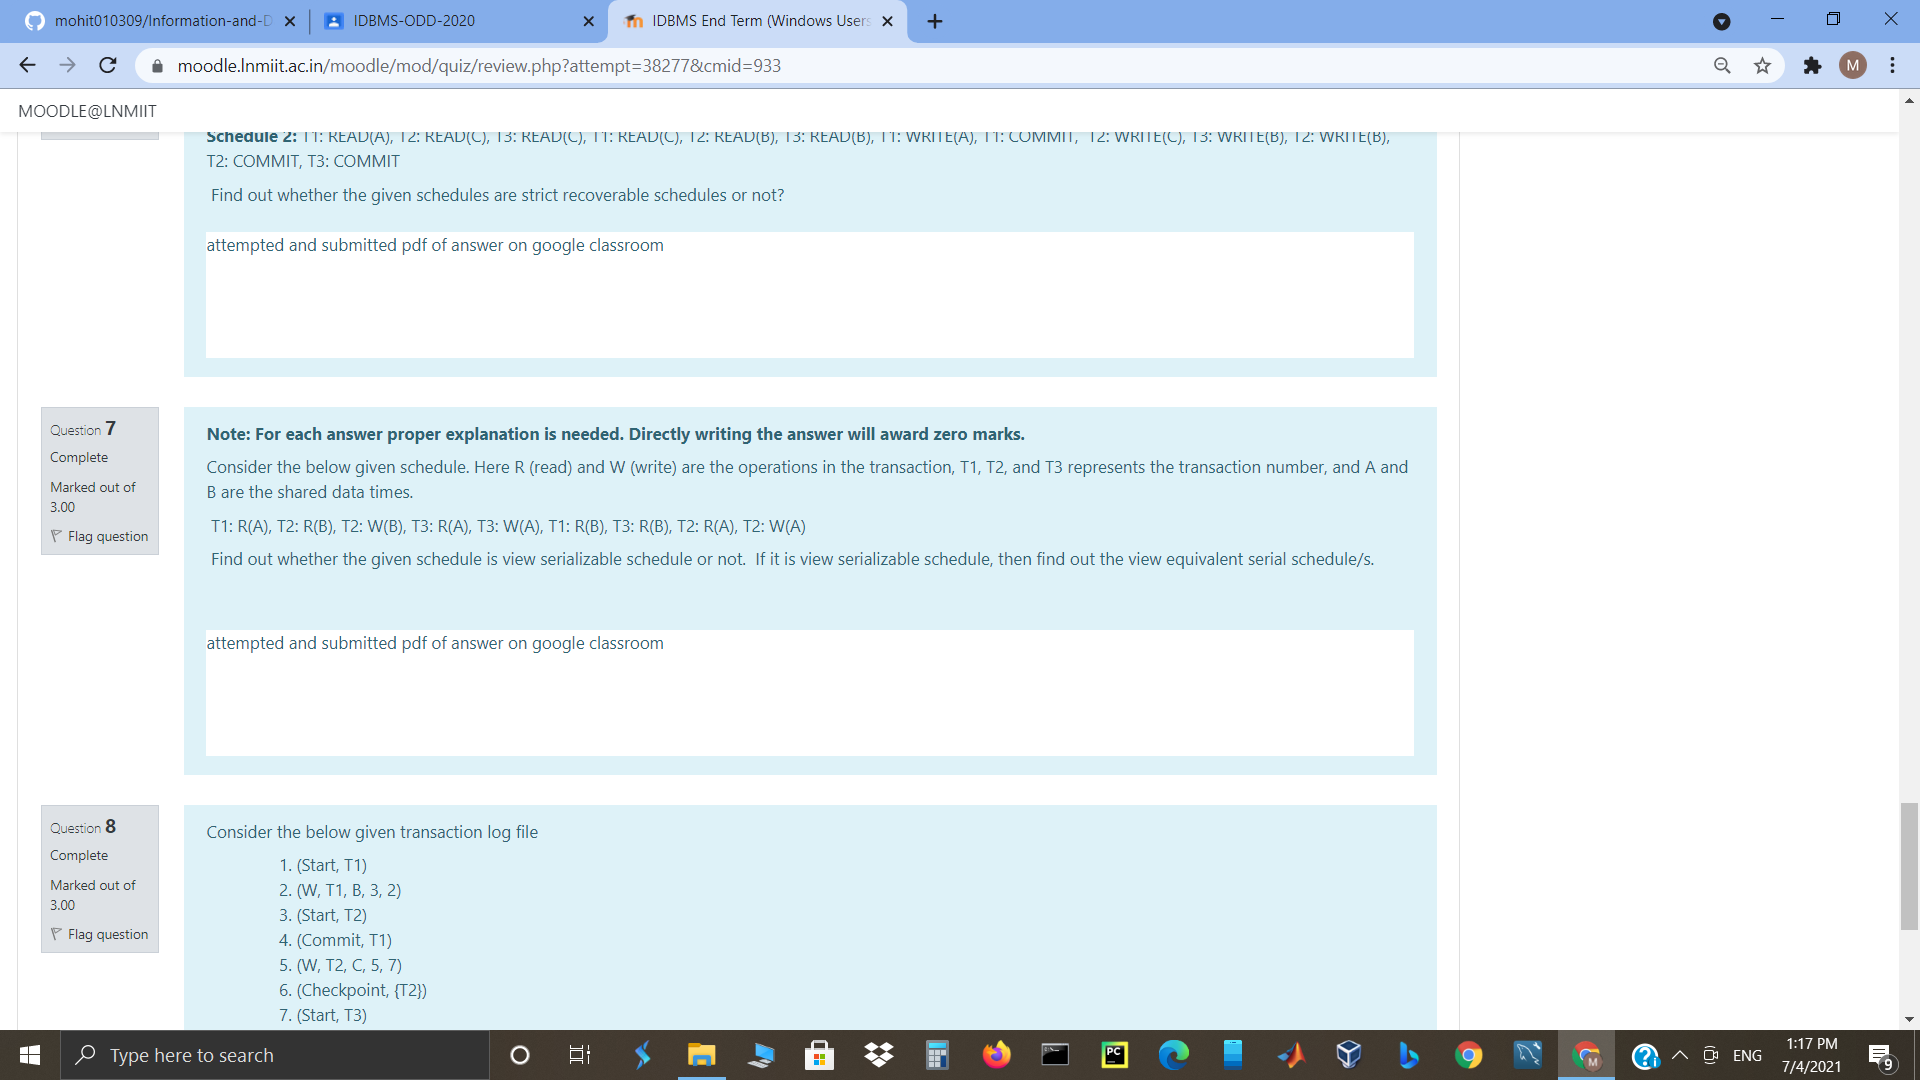 mohit010309/Information-and-D
IDBMS-ODD-2020
IDBMS End Term (Windows Users
moodle.lnmiit.ac.in/moodle/mod/quiz/review.php?attempt=38277&cmid=933
M
MOODLE@LNMIIT
Schedule 2: T1: READ(A), T2: READ(C), T3: READ(C), T1: READ(C), T2: READ(B), T3: READ(B), T1: WRITE(A), T1: COMMIT, T2: WRITE(C), T3: WRITE(B), T2: WRITE(B),
T2: COMMIT, T3: COMMIT
Find out whether the given schedules are strict recoverable schedules or not?
attempted and submitted pdf of answer on google classroom
Question 7
Complete
Marked out of
3.00
Flag question
Note: For each answer proper explanation is needed. Directly writing the answer will award zero marks.
Consider the below given schedule. Here R (read) and W (write) are the operations in the transaction, T1, T2, and T3 represents the transaction number, and A and
B are the shared data times.
T1: R(A), T2: R(B), T2: W(B), T3: R(A), T3: W(A), T1: R(B), T3: R(B), T2: R(A), T2: W(A)
Find out whether the given schedule is view serializable schedule or not.  If it is view serializable schedule, then find out the view equivalent serial schedule/s.
attempted and submitted pdf of answer on google classroom
Question 8
Complete
Marked out of
3.00
Flag question
Consider the below given transaction log file
1. (Start, T1)
2. (W, T1, B, 3, 2)
3. (Start, T2)
4. (Commit, T1)
5. (W, T2, C, 5, 7)
6. (Checkpoint, {T2})
7. (Start, T3)
Type here to search
PC
M
ENG
1:17 PM
7/4/2021
9